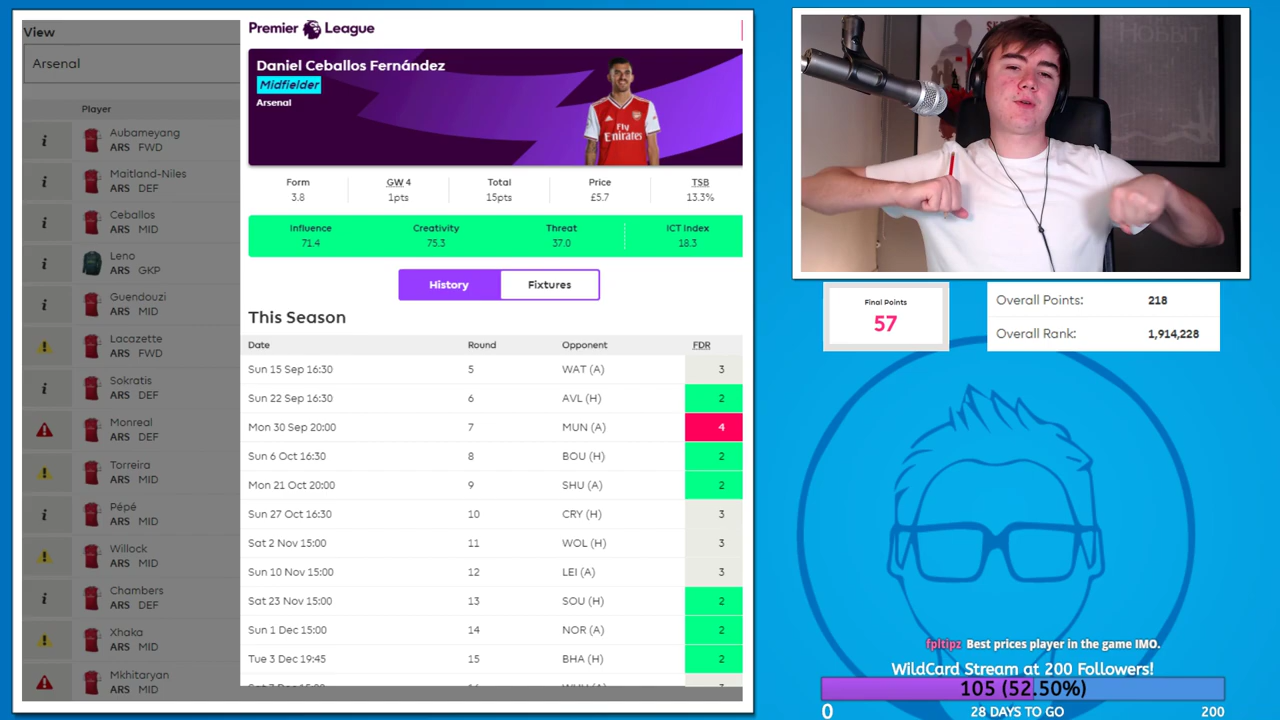 View
Arsenal
Player
Aubameyang
ARS FWD
Maitland-Niles
ARS DEF
Ceballos
ARS MID
Leno
ARS GKP
Guendouzi
ARS MID
Lacazette
ARS FWD
Sokratis
ARS DEF
Monreal
ARS DEF
Torreira
ARS MID
Pépé
ARS MID
Willock
ARS MID
Chambers
ARS DEF
Xhaka
ARS MID
Mkhitaryan
ARS MID
Premier League
Daniel Ceballos Fernández
Midfielder
Arsenal
Fly
Emirates
Form GW 4 Total Price TSB
3.8 1pts 15pts £5.7 13.3%
Influence Creativity Threat ICT Index
71.4 75.3 37.0 18.3
History Fixtures
This Season
Date Round Opponent FDR
Sun 15 Sep 16:30 5 WAT (A) 3
Sun 22 Sep 16:30 6 AVL (H) 2
Mon 30 Sep 20:00 7 MUN (A) 4
Sun 6 Oct 16:30 8 BOU (H) 2
Mon 21 Oct 20:00 9 SHU (A) 2
Sun 27 Oct 16:30 10 CRY (H) 3
Sat 2 Nov 15:00 11 WOL (H) 3
Sun 10 Nov 15:00 12 LEI (A) 3
Sat 23 Nov 15:00 13 SOU (H) 2
Sun 1 Dec 15:00 14 NOR (A) 2
Tue 3 Dec 19:45 15 BHA (H) 2
Final Points
57
Overall Points: 218
Overall Rank: 1,914,228
fpltipz Best prices player in the game IMO.
WildCard Stream at 200 Followers!
105 (52.50%)
0 28 DAYS TO GO 200